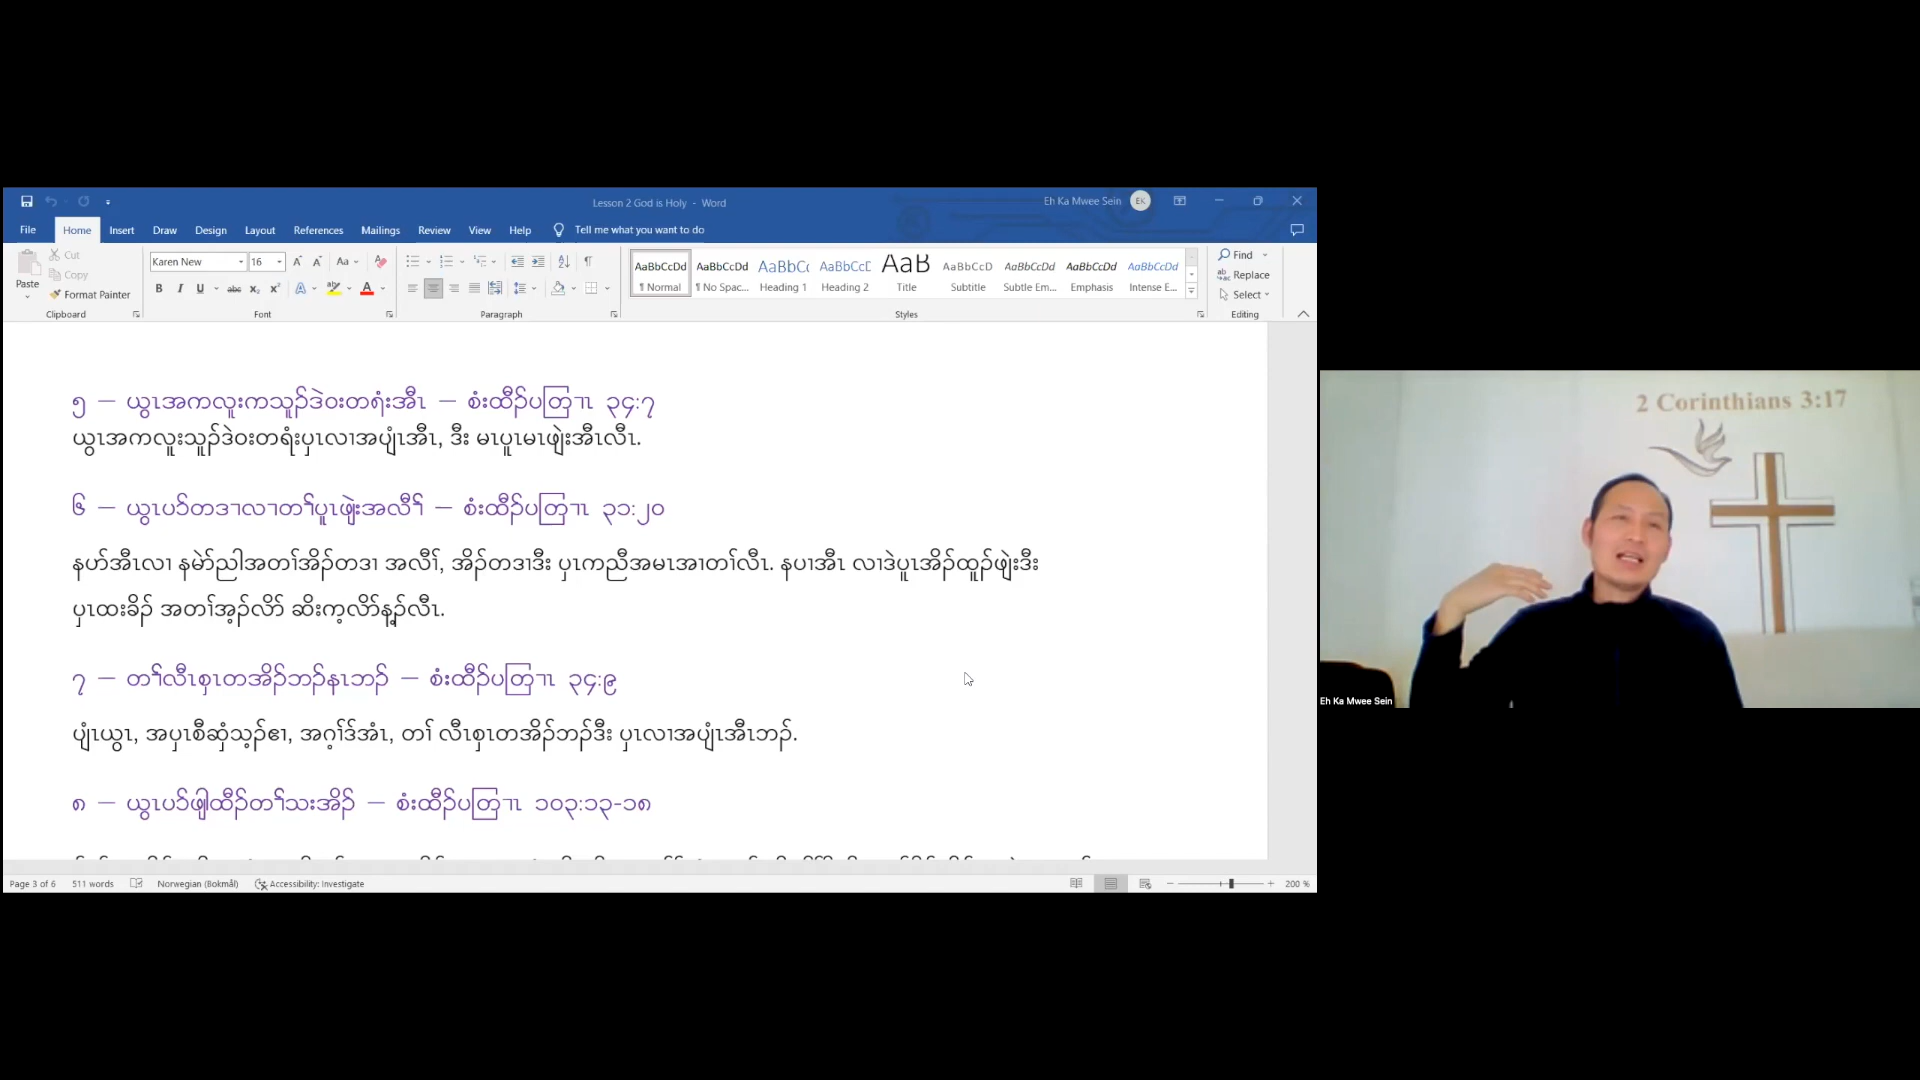 Lesson 2 God is Holy - Word
Eh Ka Mwee Sein
EK
File Home Insert Draw Design Layout References Mailings Review View Help Tell me what you want to do
Paste
Cut
Copy
Format Painter
Karen New 16
AaBbCcDd AaBbCcDd AaBbCc AaBbCcE AaB AaBbCcD AaBbCcDd AaBbCcDd AaBbCcDd
¶ Normal ¶ No Spac... Heading 1 Heading 2 Title Subtitle Subtle Em... Emphasis Intense E...
Find
Replace
Select
Clipboard Font Paragraph Styles Editing
၅ – ယွၤအကလူးကသူၣ်ဒဲဝးတရံးအီၤ – စံးထီၣ်ပတြၢၤ ၃၄:၇
ယွၤအကလူးသူၣ်ဒဲဝးတရံးပှၤလၢအပျံၤအီၤ, ဒီး မၤပူၤမၤဖျဲးအီၤလီၤ.
၆ – ယွၤပာ်တဒၢလၢတၢ်ပူၤဖျဲးအလီၢ် – စံးထီၣ်ပတြၢၤ ၃၁:၂၀
နဟ်အီၤလၢ နမဲာ်ညါအတၢ်အိၣ်တဒၢ အလီၢ်, အိၣ်တဒၢဒီး ပှၤကညီအမၤအၢတၢ်လီၤ. နပၢအီၤ လၢဒဲပူၤအိၣ်ထူၣ်ဖျဲးဒီး
ပှၤထးခိၣ် အတၢ်အ့ၣ်လိာ် ဆိးက့လိာ်န့ၣ်လီၤ.
၇ – တၢ်လီၤစှၤတအိၣ်ဘၣ်နၤဘၣ် – စံးထီၣ်ပတြၢၤ ၃၄:၉
ပျံၤယွၤ, အပှၤစီဆှံသ့ၣ်ဧၢ, အဂ့ၢ်ဒ်အံၤ, တၢ် လီၤစှၤတအိၣ်ဘၣ်ဒီး ပှၤလၢအပျံၤအီၤဘၣ်.
၈ – ယွၤပာ်ဖျါထီၣ်တၢ်သးအိၣ် – စံးထီၣ်ပတြၢၤ ၁၀၃:၁၃-၁၈
Page 3 of 6 511 words Norwegian (Bokmål) Accessibility: Investigate 200 %
2 Corinthians 3:17
Eh Ka Mwee Sein